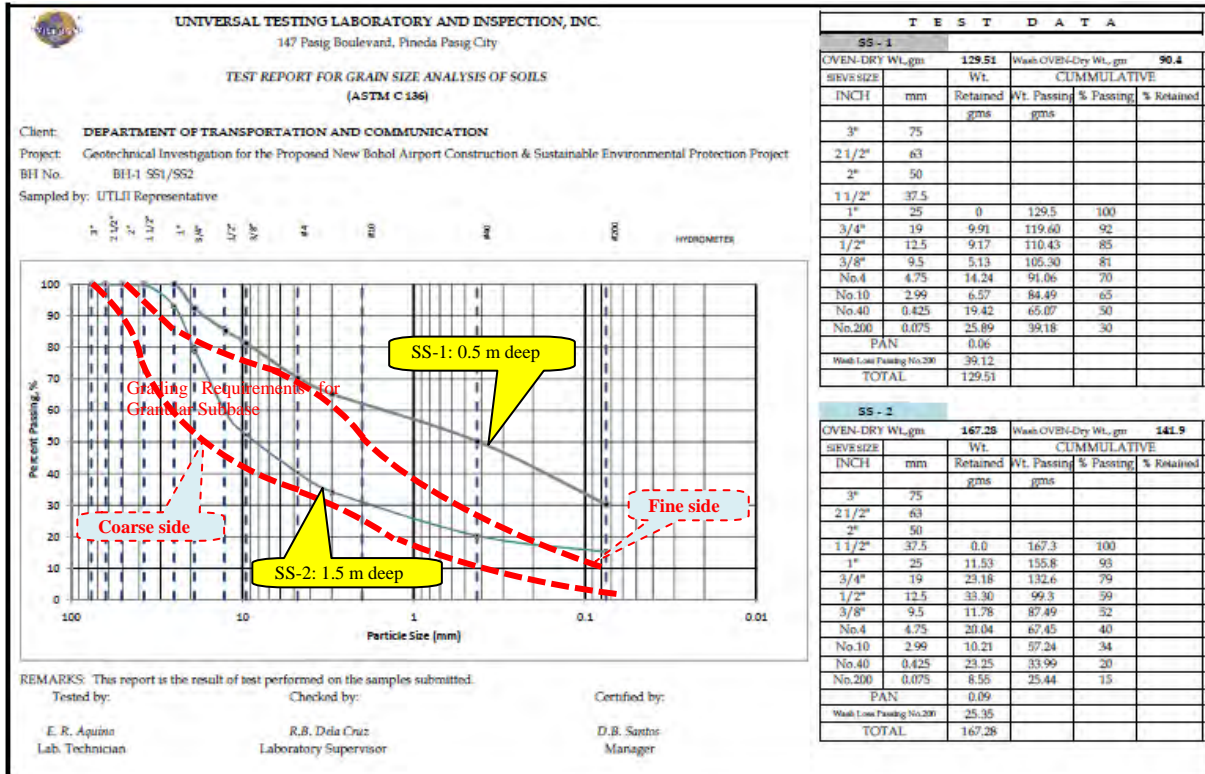 UNIVERSAL TESTING LABORATORY AND INSPECTION, INC.
147 Pasig Boulevard, Pineda Pasig City
TEST REPORT FOR GRAIN SIZE ANALYSIS OF SOILS
(ASTM C 136)
Client: DEPARTMENT OF TRANSPORTATION AND COMMUNICATION
Project: Geotechnical Investigation for the Proposed New Bohol Airport Construction & Sustainable Environmental Protection Project
BH No. BH-1 SS1/SS2
Sampled by: UTLII Representative
3" 2 1/2" 2" 1 1/2" 1" 3/4" 1/2" 3/8" #4 #10 #40 #200 HYDROMETER
Percent Passing, %
100
90
80
70
60
50
40
30
20
10
0
SS-1: 0.5 m deep
Grading Requirements for
Granular Subbase
Coarse side
Fine side
SS-2: 1.5 m deep
100 10 1 0.1 0.01
Particle Size (mm)
REMARKS: This report is the result of test performed on the samples submitted.
Tested by: Checked by: Certified by:
E. R. Aquino R.B. Dela Cruz D.B. Santos
Lab. Technician Laboratory Supervisor Manager
T E S T D A T A
SS - 1
OVEN-DRY Wt.,gm 129.51 Wash OVEN-Dry Wt., gm 90.4
SIEVE SIZE Wt. CUMMULATIVE
INCH mm Retained Wt. Passing % Passing % Retained
gms gms
3" 75
2 1/2" 63
2" 50
1 1/2" 37.5
1" 25 0 129.5 100
3/4" 19 9.91 119.60 92
1/2" 12.5 9.17 110.43 85
3/8" 9.5 5.13 105.30 81
No.4 4.75 14.24 91.06 70
No.10 2.99 6.57 84.49 65
No.40 0.425 19.42 65.07 50
No.200 0.075 25.89 39.18 30
PAN 0.06
Wash Loss Passing No.200 39.12
TOTAL 129.51
SS - 2
OVEN-DRY Wt.,gm 167.28 Wash OVEN-Dry Wt., gm 141.9
SIEVE SIZE Wt. CUMMULATIVE
INCH mm Retained Wt. Passing % Passing % Retained
gms gms
3" 75
2 1/2" 63
2" 50
1 1/2" 37.5 0.0 167.3 100
1" 25 11.53 155.8 93
3/4" 19 23.18 132.6 79
1/2" 12.5 33.30 99.3 59
3/8" 9.5 11.78 87.49 52
No.4 4.75 20.04 67.45 40
No.10 2.99 10.21 57.24 34
No.40 0.425 23.25 33.99 20
No.200 0.075 8.55 25.44 15
PAN 0.09
Wash Loss Passing No.200 25.35
TOTAL 167.28